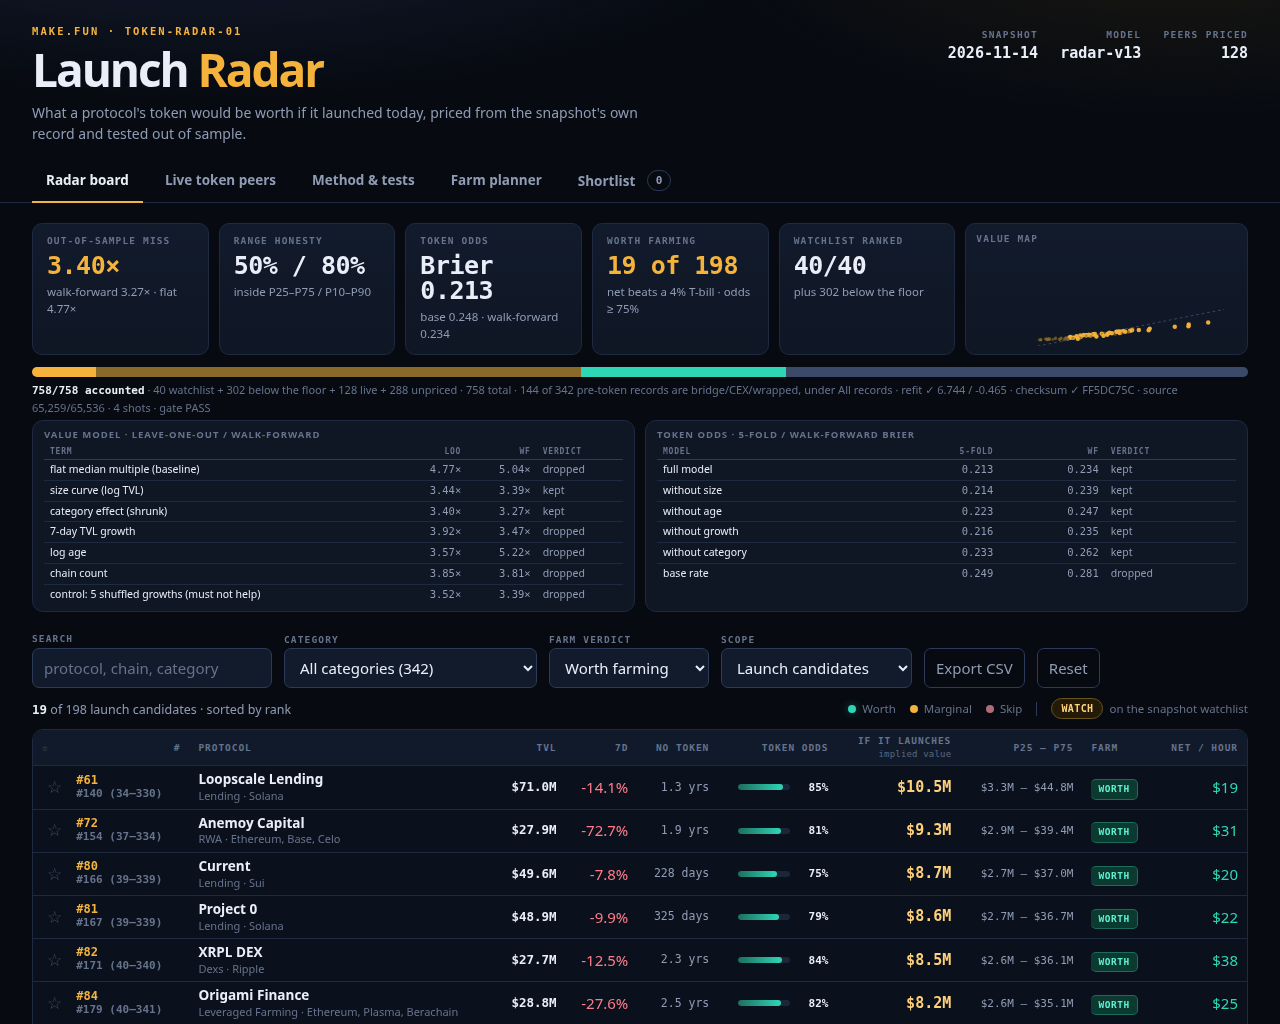 MAKE.FUN · TOKEN-RADAR-01
Launch Radar
What a protocol's token would be worth if it launched today, priced from the snapshot's own
record and tested out of sample.
SNAPSHOT MODEL PEERS PRICED
2026-11-14 radar-v13 128
Radar board Live token peers Method & tests Farm planner Shortlist 0
OUT-OF-SAMPLE MISS
3.40×
walk-forward 3.27× · flat
4.77×
RANGE HONESTY
50% / 80%
inside P25–P75 / P10–P90
TOKEN ODDS
Brier
0.213
base 0.248 · walk-forward
0.234
WORTH FARMING
19 of 198
net beats a 4% T-bill · odds
≥ 75%
WATCHLIST RANKED
40/40
plus 302 below the floor
VALUE MAP
758/758 accounted · 40 watchlist + 302 below the floor + 128 live + 288 unpriced · 758 total · 144 of 342 pre-token records are bridge/CEX/wrapped, under All records · refit ✓ 6.744 / -0.465 · checksum ✓ FF5DC75C · source
65,259/65,536 · 4 shots · gate PASS
VALUE MODEL · LEAVE-ONE-OUT / WALK-FORWARD
TERM LOO WF VERDICT
flat median multiple (baseline) 4.77× 5.04× dropped
size curve (log TVL) 3.44× 3.39× kept
category effect (shrunk) 3.40× 3.27× kept
7-day TVL growth 3.92× 3.47× dropped
log age 3.57× 5.22× dropped
chain count 3.85× 3.81× dropped
control: 5 shuffled growths (must not help) 3.52× 3.39× dropped
TOKEN ODDS · 5-FOLD / WALK-FORWARD BRIER
MODEL 5-FOLD WF VERDICT
full model 0.213 0.234 kept
without size 0.214 0.239 kept
without age 0.223 0.247 kept
without growth 0.216 0.235 kept
without category 0.233 0.262 kept
base rate 0.249 0.281 dropped
SEARCH CATEGORY FARM VERDICT SCOPE
protocol, chain, category All categories (342) Worth farming Launch candidates Export CSV Reset
19 of 198 launch candidates · sorted by rank
Worth Marginal Skip WATCH on the snapshot watchlist
# PROTOCOL TVL 7D NO TOKEN TOKEN ODDS IF IT LAUNCHES P25 – P75 FARM NET / HOUR
implied value
☆ #61 Loopscale Lending $71.0M -14.1% 1.3 yrs 85% $10.5M $3.3M – $44.8M WORTH $19
#140 (34–330) Lending · Solana
☆ #72 Anemoy Capital $27.9M -72.7% 1.9 yrs 81% $9.3M $2.9M – $39.4M WORTH $31
#154 (37–334) RWA · Ethereum, Base, Celo
☆ #80 Current $49.6M -7.8% 228 days 75% $8.7M $2.7M – $37.0M WORTH $20
#166 (39–339) Lending · Sui
☆ #81 Project 0 $48.9M -9.9% 325 days 79% $8.6M $2.7M – $36.7M WORTH $22
#167 (39–339) Lending · Solana
☆ #82 XRPL DEX $27.7M -12.5% 2.3 yrs 84% $8.5M $2.6M – $36.1M WORTH $38
#171 (40–340) Dexs · Ripple
☆ #84 Origami Finance $28.8M -27.6% 2.5 yrs 82% $8.2M $2.6M – $35.1M WORTH $25
#179 (40–341) Leveraged Farming · Ethereum, Plasma, Berachain